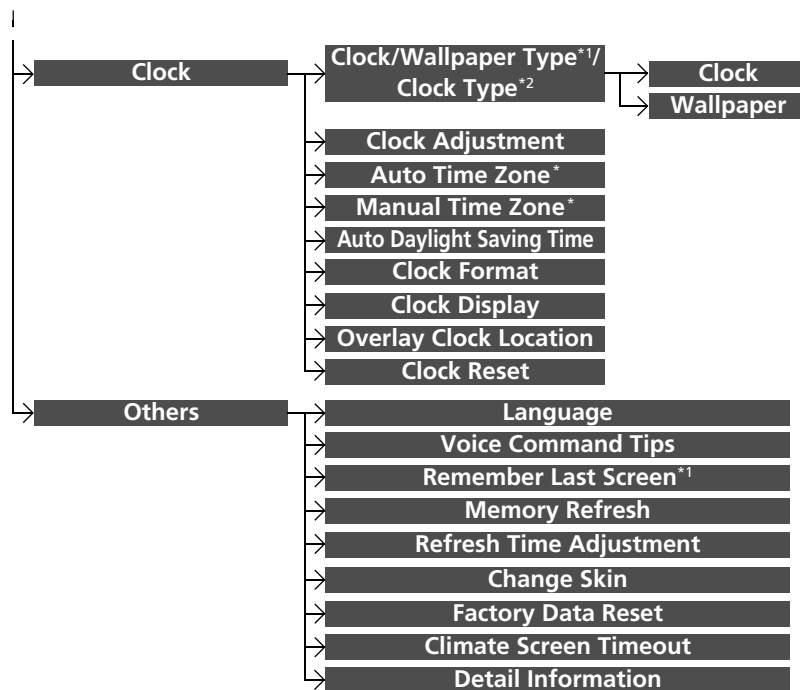 Clock
Clock/Wallpaper Type*1/
Clock Type*2
Clock
Wallpaper
Clock Adjustment
Auto Time Zone*
Manual Time Zone*
Auto Daylight Saving Time
Clock Format
Clock Display
Overlay Clock Location
Clock Reset
Others
Language
Voice Command Tips
Remember Last Screen*1
Memory Refresh
Refresh Time Adjustment
Change Skin
Factory Data Reset
Climate Screen Timeout
Detail Information